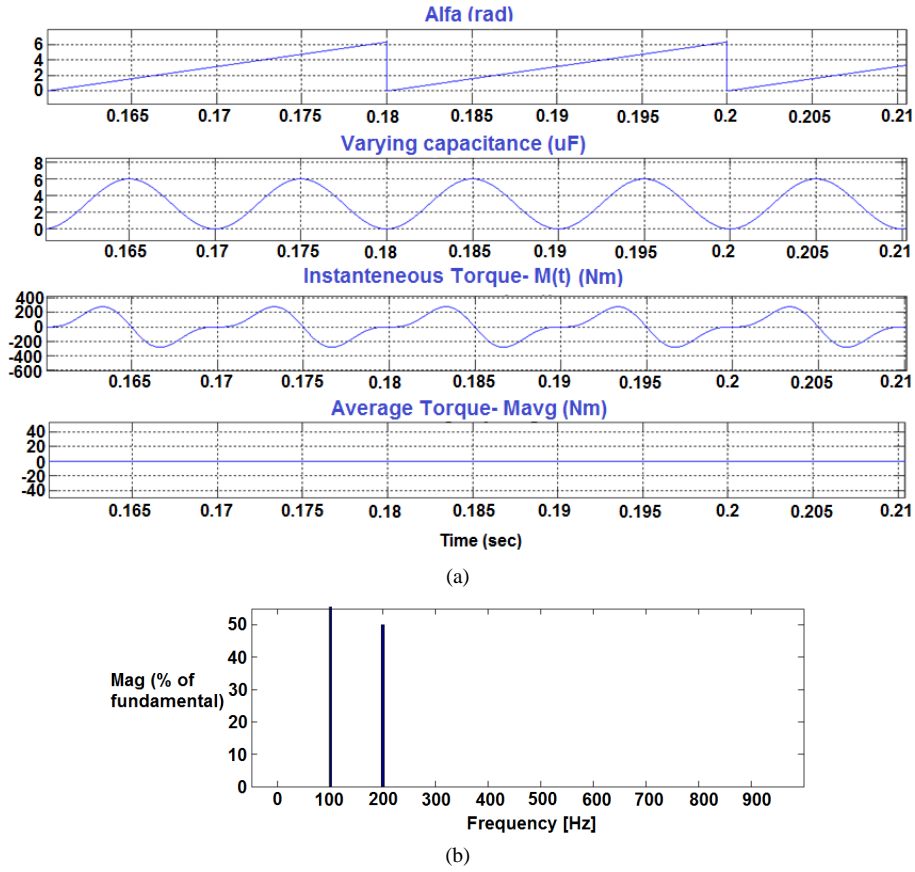 Alfa (rad)
6
4
2
0
0.165 0.17 0.175 0.18 0.185 0.19 0.195 0.2 0.205 0.21
Varying capacitance (uF)
8
6
4
2
0
0.165 0.17 0.175 0.18 0.185 0.19 0.195 0.2 0.205 0.21
Instanteneous Torque- M(t) (Nm)
400
200
0
-200
-400
-600
0.165 0.17 0.175 0.18 0.185 0.19 0.195 0.2 0.205 0.21
Average Torque- Mavg (Nm)
40
20
0
-20
-40
0.165 0.17 0.175 0.18 0.185 0.19 0.195 0.2 0.205 0.21
Time (sec)
(a)
50
40
30
20
10
0
Mag (% of
fundamental)
0 100 200 300 400 500 600 700 800 900
Frequency [Hz]
(b)